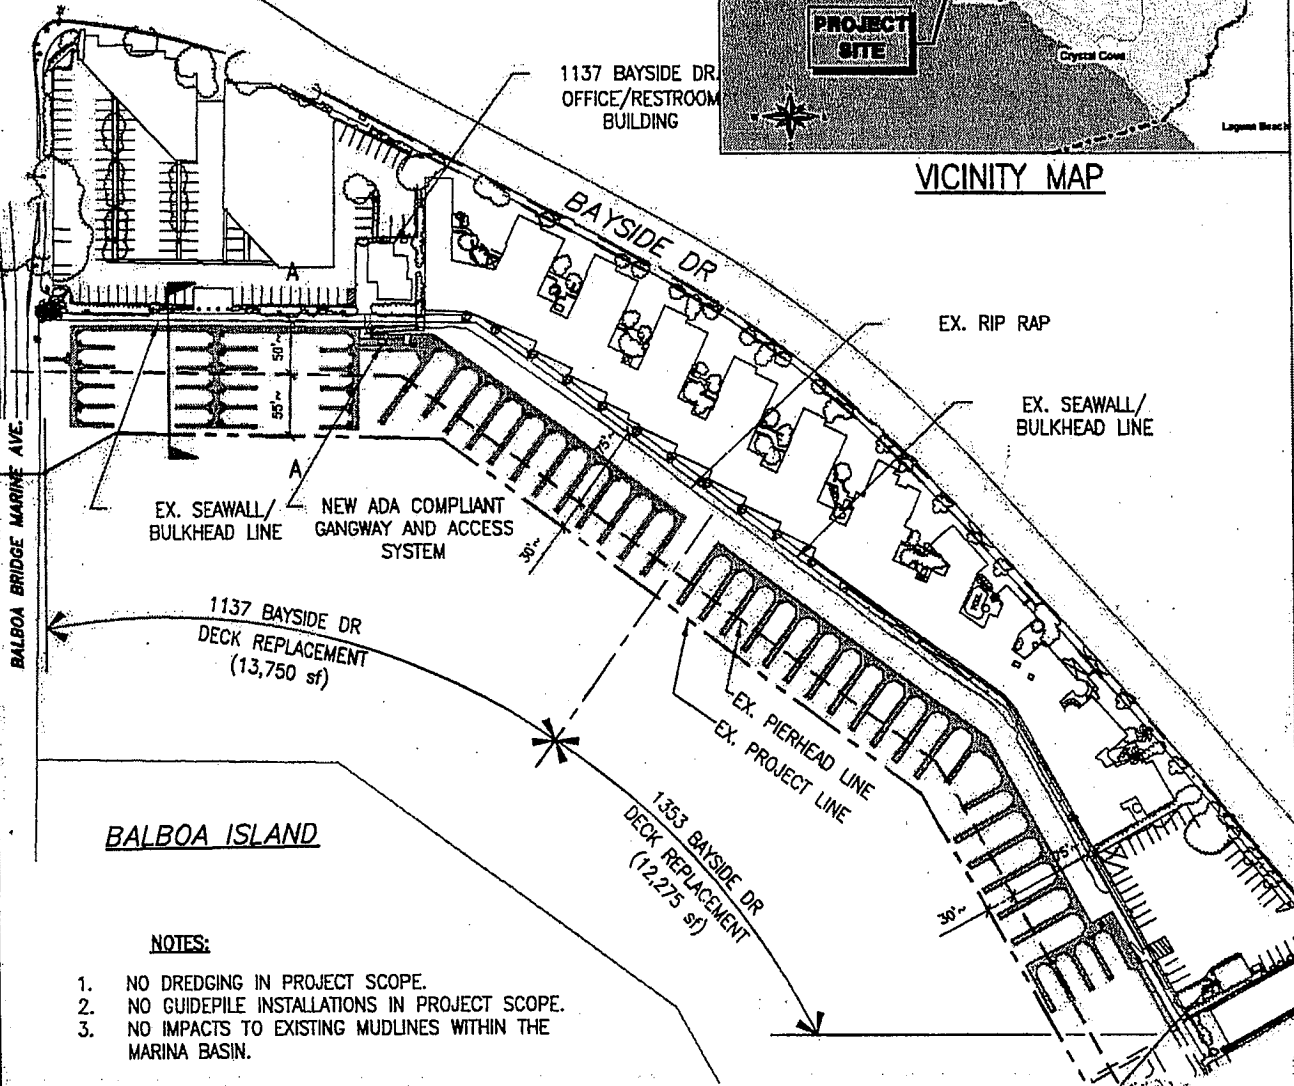 PROJECT
SITE
Crystal Cove
Laguna Beach
VICINITY MAP
1137 BAYSIDE DR.
OFFICE/RESTROOM
BUILDING
BAYSIDE DR
EX. RIP RAP
EX. SEAWALL/
BULKHEAD LINE
A
50'~
55'~
A
EX. SEAWALL/
BULKHEAD LINE
NEW ADA COMPLIANT
GANGWAY AND ACCESS
SYSTEM
30'~
BALBOA BRIDGE MARINE AVE.
1137 BAYSIDE DR
DECK REPLACEMENT
(13,750 sf)
EX. PIERHEAD LINE
EX. PROJECT LINE
1353 BAYSIDE DR
DECK REPLACEMENT
(12,275 sf)
30'~
BALBOA ISLAND
NOTES:
1. NO DREDGING IN PROJECT SCOPE.
2. NO GUIDEPILE INSTALLATIONS IN PROJECT SCOPE.
3. NO IMPACTS TO EXISTING MUDLINES WITHIN THE
MARINA BASIN.